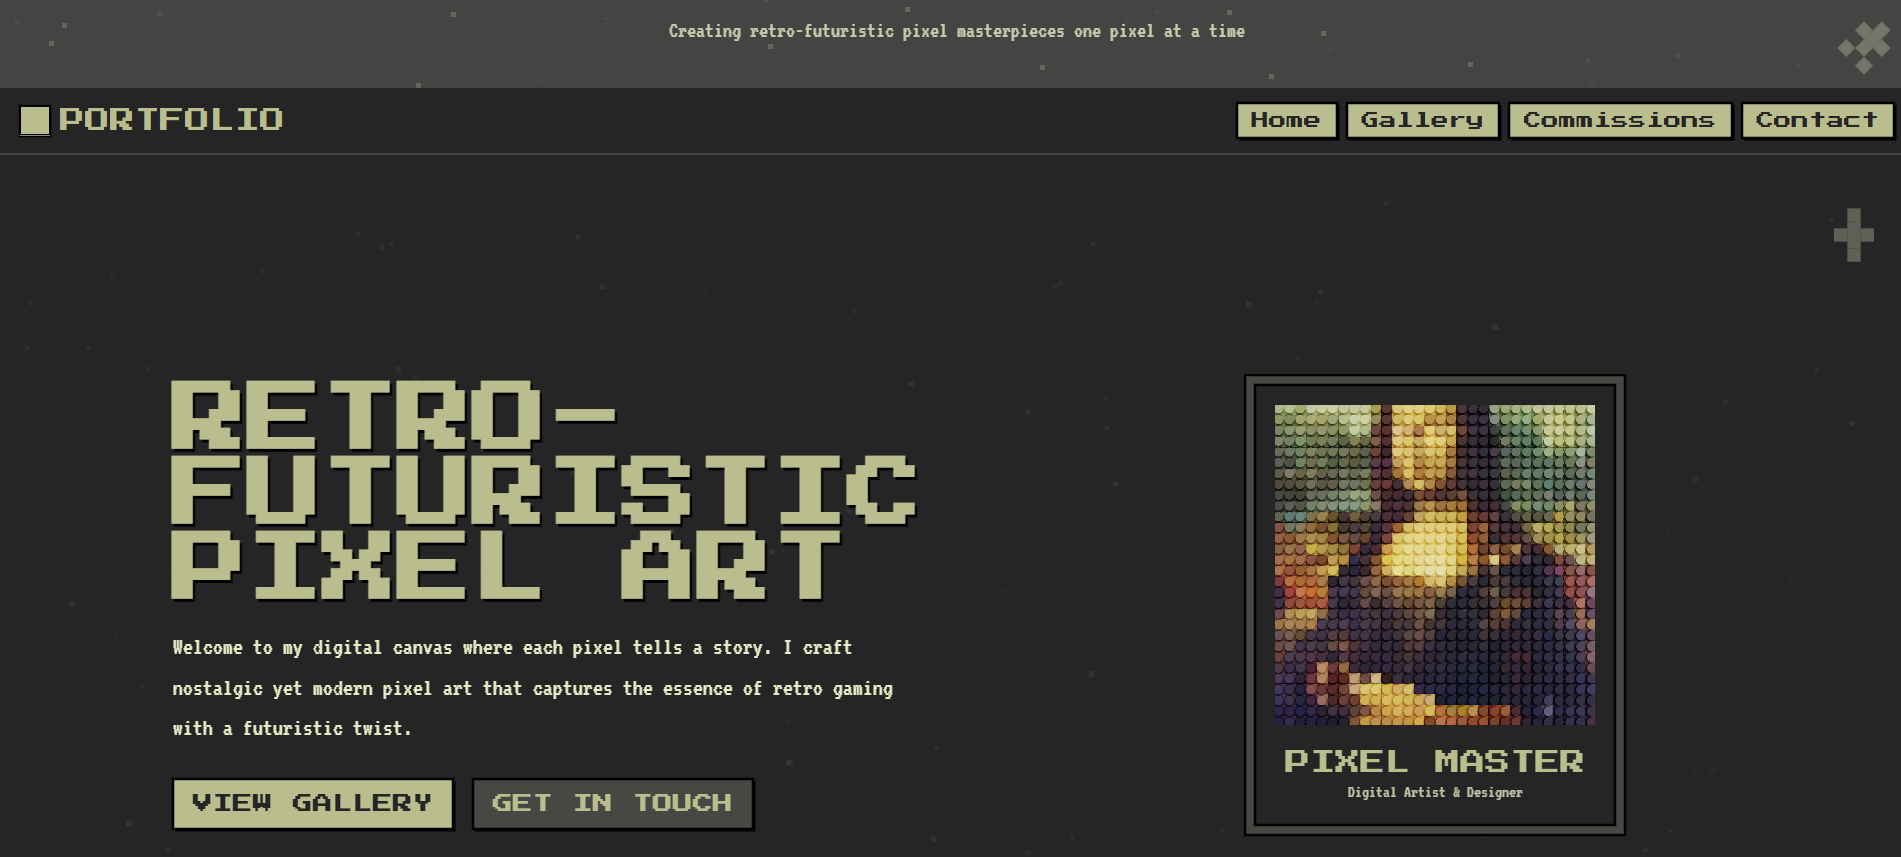 Creating retro-futuristic pixel masterpieces one pixel at a time
PORTFOLIO
Home
Gallery
Commissions
Contact
RETRO-
FUTURISTIC
PIXEL ART
Welcome to my digital canvas where each pixel tells a story. I craft
nostalgic yet modern pixel art that captures the essence of retro gaming
with a futuristic twist.
VIEW GALLERY
GET IN TOUCH
PIXEL MASTER
Digital Artist & Designer